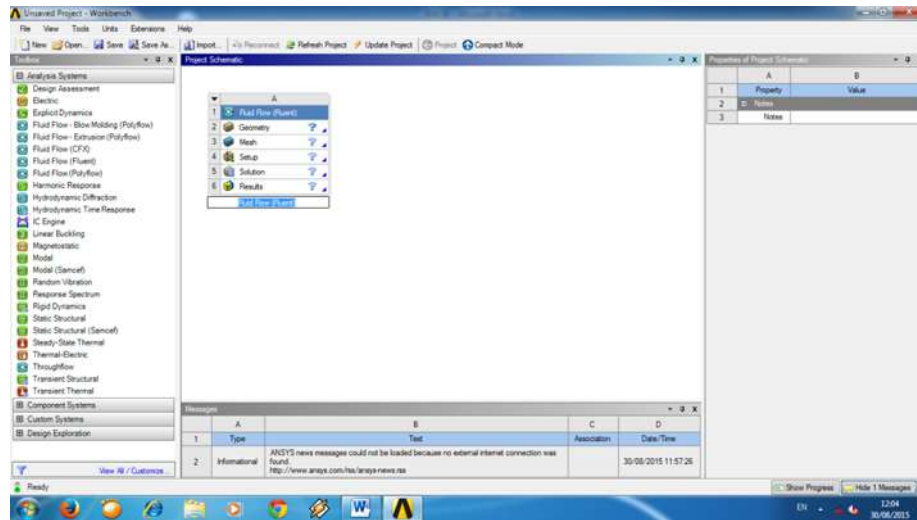 Unsaved Project - Workbench
File View Tools Units Extensions Help
New Open... Save Save As... Import... Reconnect Refresh Project Update Project Project Compact Mode
Toolbox
Project Schematic
Properties of Project Schematic
Analysis Systems
Design Assessment
Electric
Explicit Dynamics
Fluid Flow - Blow Molding (Polyflow)
Fluid Flow - Extrusion (Polyflow)
Fluid Flow (CFX)
Fluid Flow (Fluent)
Fluid Flow (Polyflow)
Harmonic Response
Hydrodynamic Diffraction
Hydrodynamic Time Response
IC Engine
Linear Buckling
Magnetostatic
Modal
Modal (Samcef)
Random Vibration
Response Spectrum
Rigid Dynamics
Static Structural
Static Structural (Samcef)
Steady-State Thermal
Thermal-Electric
Throughflow
Transient Structural
Transient Thermal
Component Systems
Custom Systems
Design Exploration
View All / Customize...
A
1 Fluid Flow (Fluent)
2 Geometry ?
3 Mesh ?
4 Setup ?
5 Solution ?
6 Results ?
Fluid Flow (Fluent)
A B
1 Property Value
2 Notes
3 Notes
Messages
A B C D
1 Type Text Association Date/Time
2 Informational ANSYS news messages could not be loaded because no external internet connection was found. 30/08/2015 11:57:26
http://www.ansys.com/rss/ansys-news.rss
Ready
Show Progress Hide 1 Messages
EN
12:04
30/08/2015